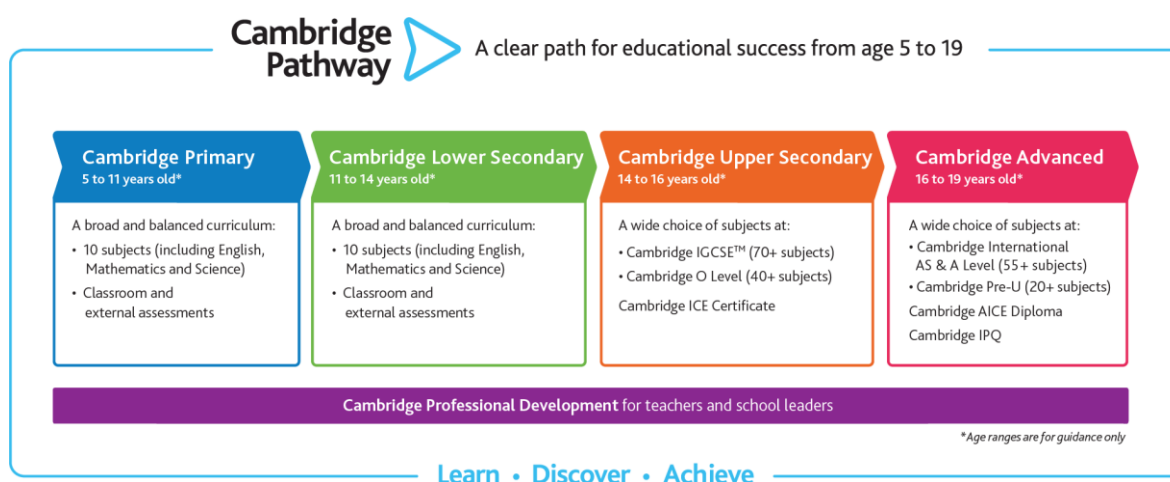 Cambridge
Pathway
A clear path for educational success from age 5 to 19
Cambridge Primary
5 to 11 years old*
A broad and balanced curriculum:
• 10 subjects (including English,
Mathematics and Science)
• Classroom and
external assessments
Cambridge Lower Secondary
11 to 14 years old*
A broad and balanced curriculum:
• 10 subjects (including English,
Mathematics and Science)
• Classroom and
external assessments
Cambridge Upper Secondary
14 to 16 years old*
A wide choice of subjects at:
• Cambridge IGCSE™ (70+ subjects)
• Cambridge O Level (40+ subjects)
Cambridge ICE Certificate
Cambridge Advanced
16 to 19 years old*
A wide choice of subjects at:
• Cambridge International
AS & A Level (55+ subjects)
• Cambridge Pre-U (20+ subjects)
Cambridge AICE Diploma
Cambridge IPQ
Cambridge Professional Development for teachers and school leaders
*Age ranges are for guidance only
Learn • Discover • Achieve